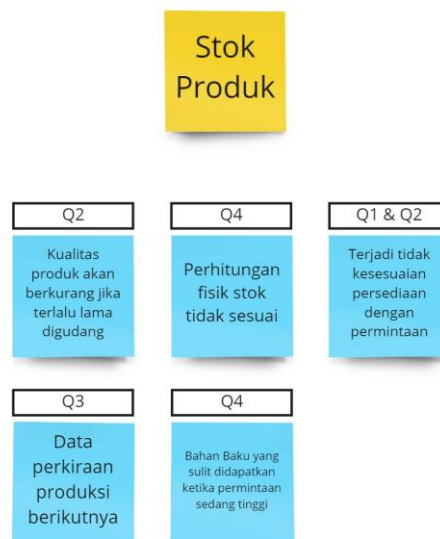 Stok
Produk
Q2
Kualitas
produk akan
berkurang jika
terlalu lama
digudang
Q4
Perhitungan
fisik stok
tidak sesuai
Q1 & Q2
Terjadi tidak
kesesuaian
persediaan
dengan
permintaan
Q3
Data
perkiraan
produksi
berikutnya
Q4
Bahan Baku yang
sulit didapatkan
ketika permintaan
sedang tinggi